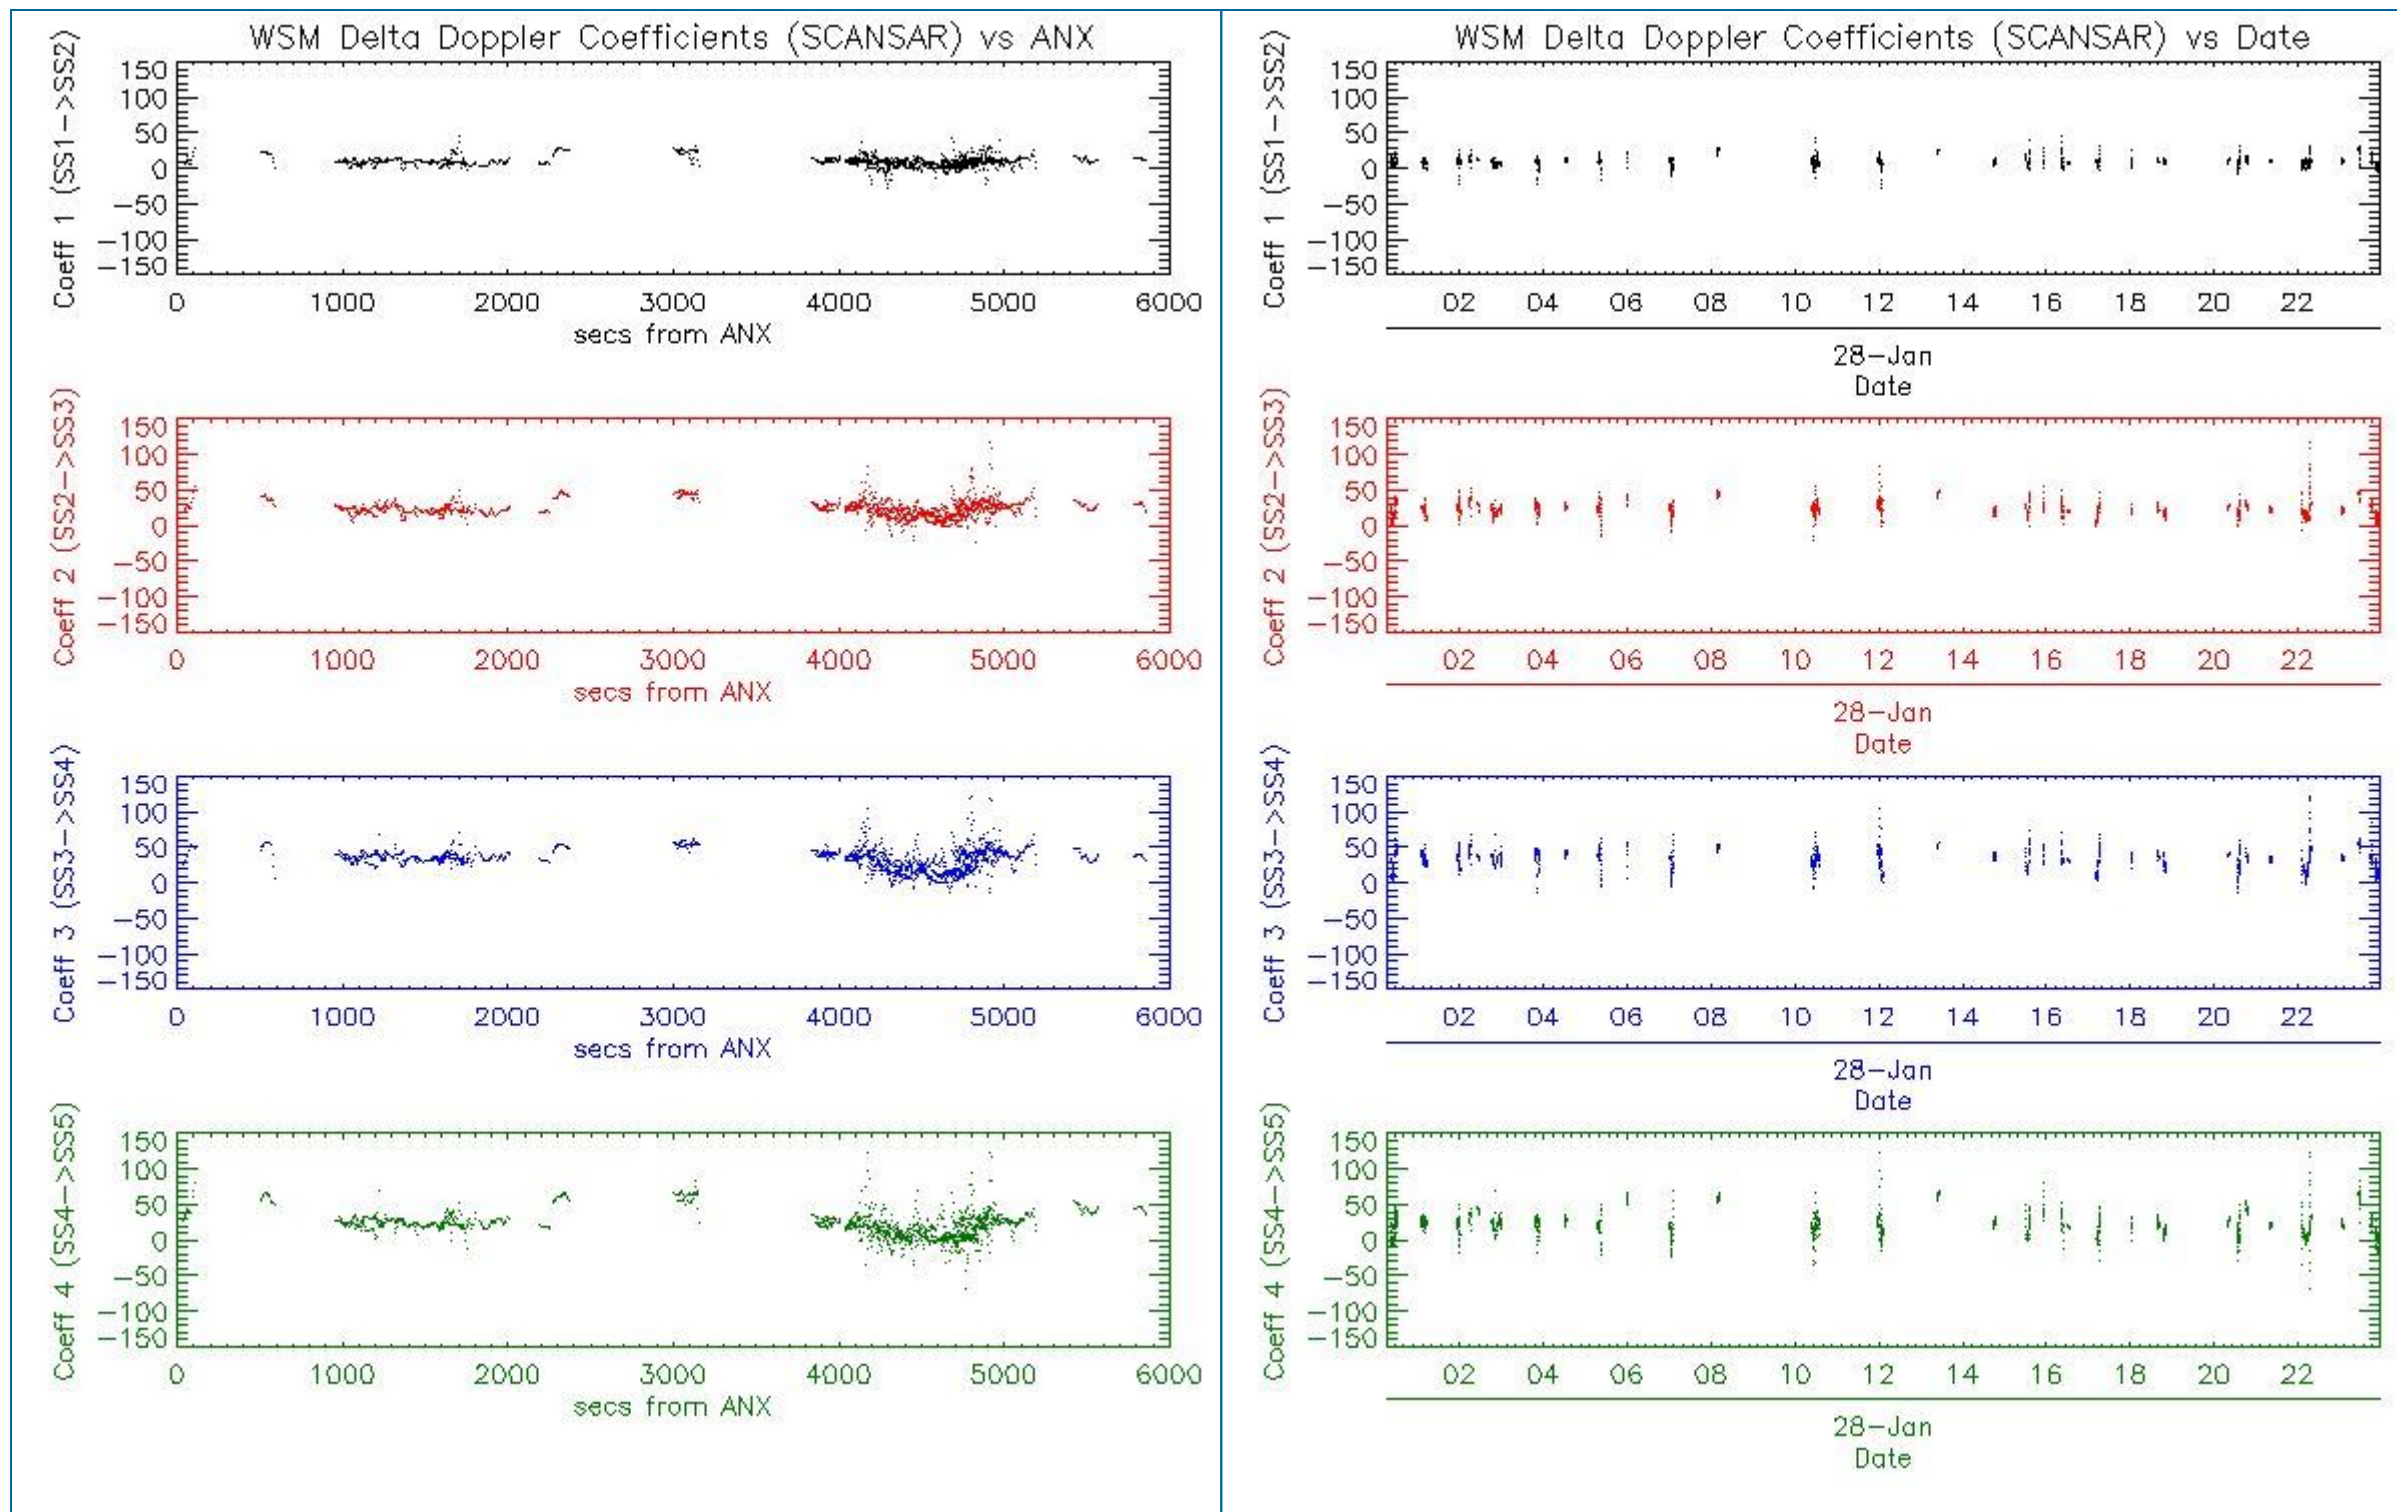 WSM Delta Doppler Coefficients (SCANSAR) vs ANX
Coeff 1 (SS1->SS2)
150
100
50
0
-50
-100
-150
0 1000 2000 3000 4000 5000 6000
secs from ANX
Coeff 2 (SS2->SS3)
150
100
50
0
-50
-100
-150
0 1000 2000 3000 4000 5000 6000
secs from ANX
Coeff 3 (SS3->SS4)
150
100
50
0
-50
-100
-150
0 1000 2000 3000 4000 5000 6000
secs from ANX
Coeff 4 (SS4->SS5)
150
100
50
0
-50
-100
-150
0 1000 2000 3000 4000 5000 6000
secs from ANX
WSM Delta Doppler Coefficients (SCANSAR) vs Date
Coeff 1 (SS1->SS2)
150
100
50
0
-50
-100
-150
02 04 06 08 10 12 14 16 18 20 22
28-Jan
Date
Coeff 2 (SS2->SS3)
150
100
50
0
-50
-100
-150
02 04 06 08 10 12 14 16 18 20 22
28-Jan
Date
Coeff 3 (SS3->SS4)
150
100
50
0
-50
-100
-150
02 04 06 08 10 12 14 16 18 20 22
28-Jan
Date
Coeff 4 (SS4->SS5)
150
100
50
0
-50
-100
-150
02 04 06 08 10 12 14 16 18 20 22
28-Jan
Date